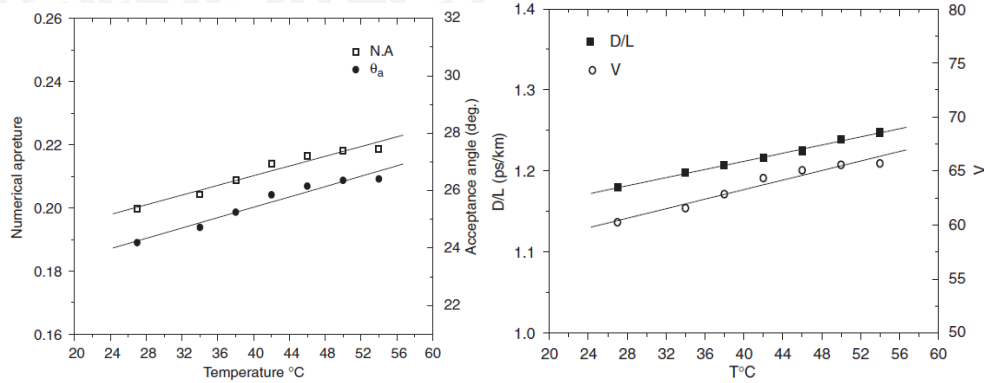 0.26
0.24
0.22
0.20
0.18
0.16
Numerical apreture
N.A
θa
32
30
28
26
24
22
Acceptance angle (deg.)
20 24 28 32 36 40 44 48 52 56 60
Temperature °C
1.4
1.3
1.2
1.1
1.0
D/L (ps/km)
D/L
V
80
75
70
65
60
55
50
V
20 24 28 32 36 40 44 48 52 56 60
T°C